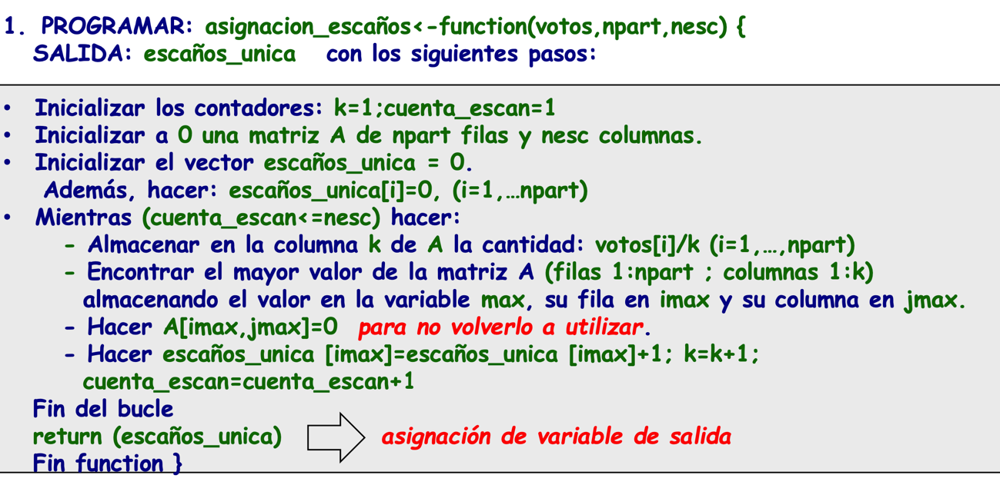 1. PROGRAMAR: asignacion_escaños<-function(votos,npart,nesc) {
SALIDA: escaños_unica con los siguientes pasos:
• Inicializar los contadores: k=1;cuenta_escan=1
• Inicializar a 0 una matriz A de npart filas y nesc columnas.
• Inicializar el vector escaños_unica = 0.
Además, hacer: escaños_unica[i]=0, (i=1,…npart)
• Mientras (cuenta_escan<=nesc) hacer:
- Almacenar en la columna k de A la cantidad: votos[i]/k (i=1,…,npart)
- Encontrar el mayor valor de la matriz A (filas 1:npart ; columnas 1:k)
almacenando el valor en la variable max, su fila en imax y su columna en jmax.
- Hacer A[imax,jmax]=0 para no volverlo a utilizar.
- Hacer escaños_unica [imax]=escaños_unica [imax]+1; k=k+1;
cuenta_escan=cuenta_escan+1
Fin del bucle
return (escaños_unica) asignación de variable de salida
Fin function }